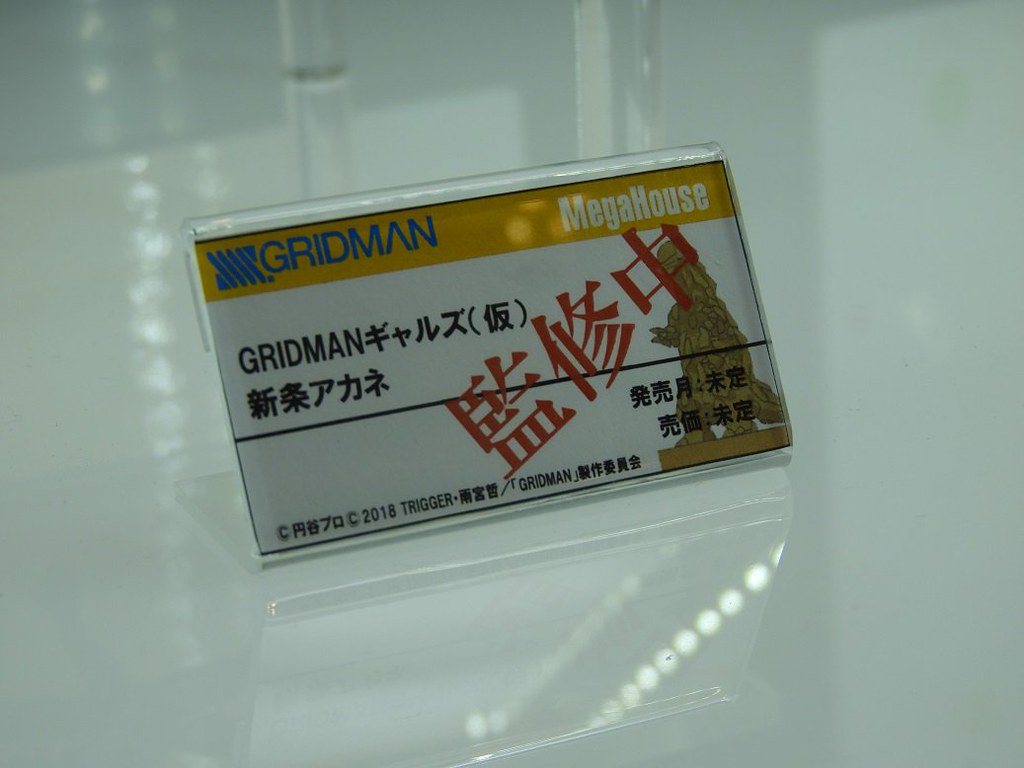 GRIDMAN
MegaHouse
GRIDMANギャルズ(仮)
新条アカネ
監修中
発売月:未定
売価:未定
©円谷プロ©2018 TRIGGER・雨宮哲/「GRIDMAN」製作委員会